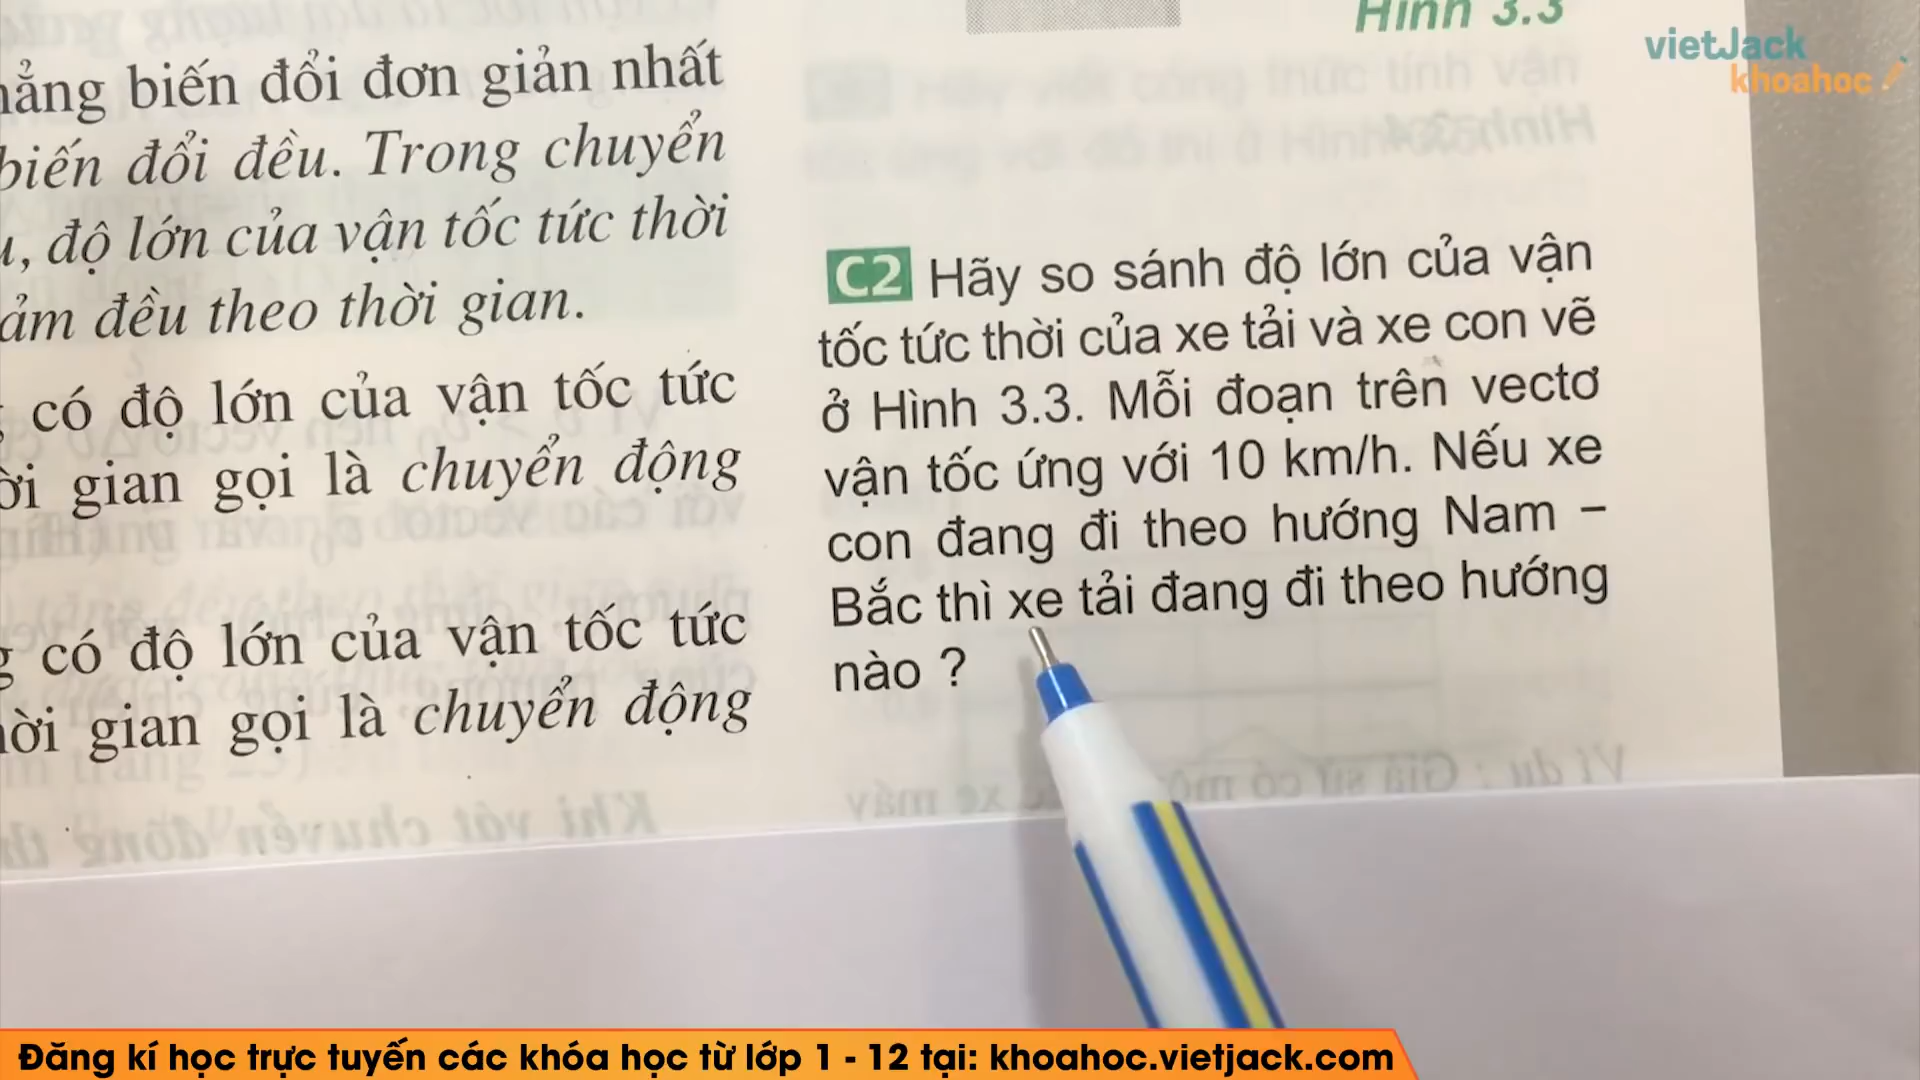 Hình 3.3
vietJack
khoahoc
hẳng biến đổi đơn giản nhất
biến đổi đều. Trong chuyển
, độ lớn của vận tốc tức thời
ảm đều theo thời gian.
có độ lớn của vận tốc tức
ời gian gọi là chuyển động
có độ lớn của vận tốc tức
hời gian gọi là chuyển động
C2 Hãy so sánh độ lớn của vận
tốc tức thời của xe tải và xe con vẽ
ở Hình 3.3. Mỗi đoạn trên vectơ
vận tốc ứng với 10 km/h. Nếu xe
con đang đi theo hướng Nam –
Bắc thì xe tải đang đi theo hướng
nào ?
Đăng kí học trực tuyến các khóa học từ lớp 1 - 12 tại: khoahoc.vietjack.com